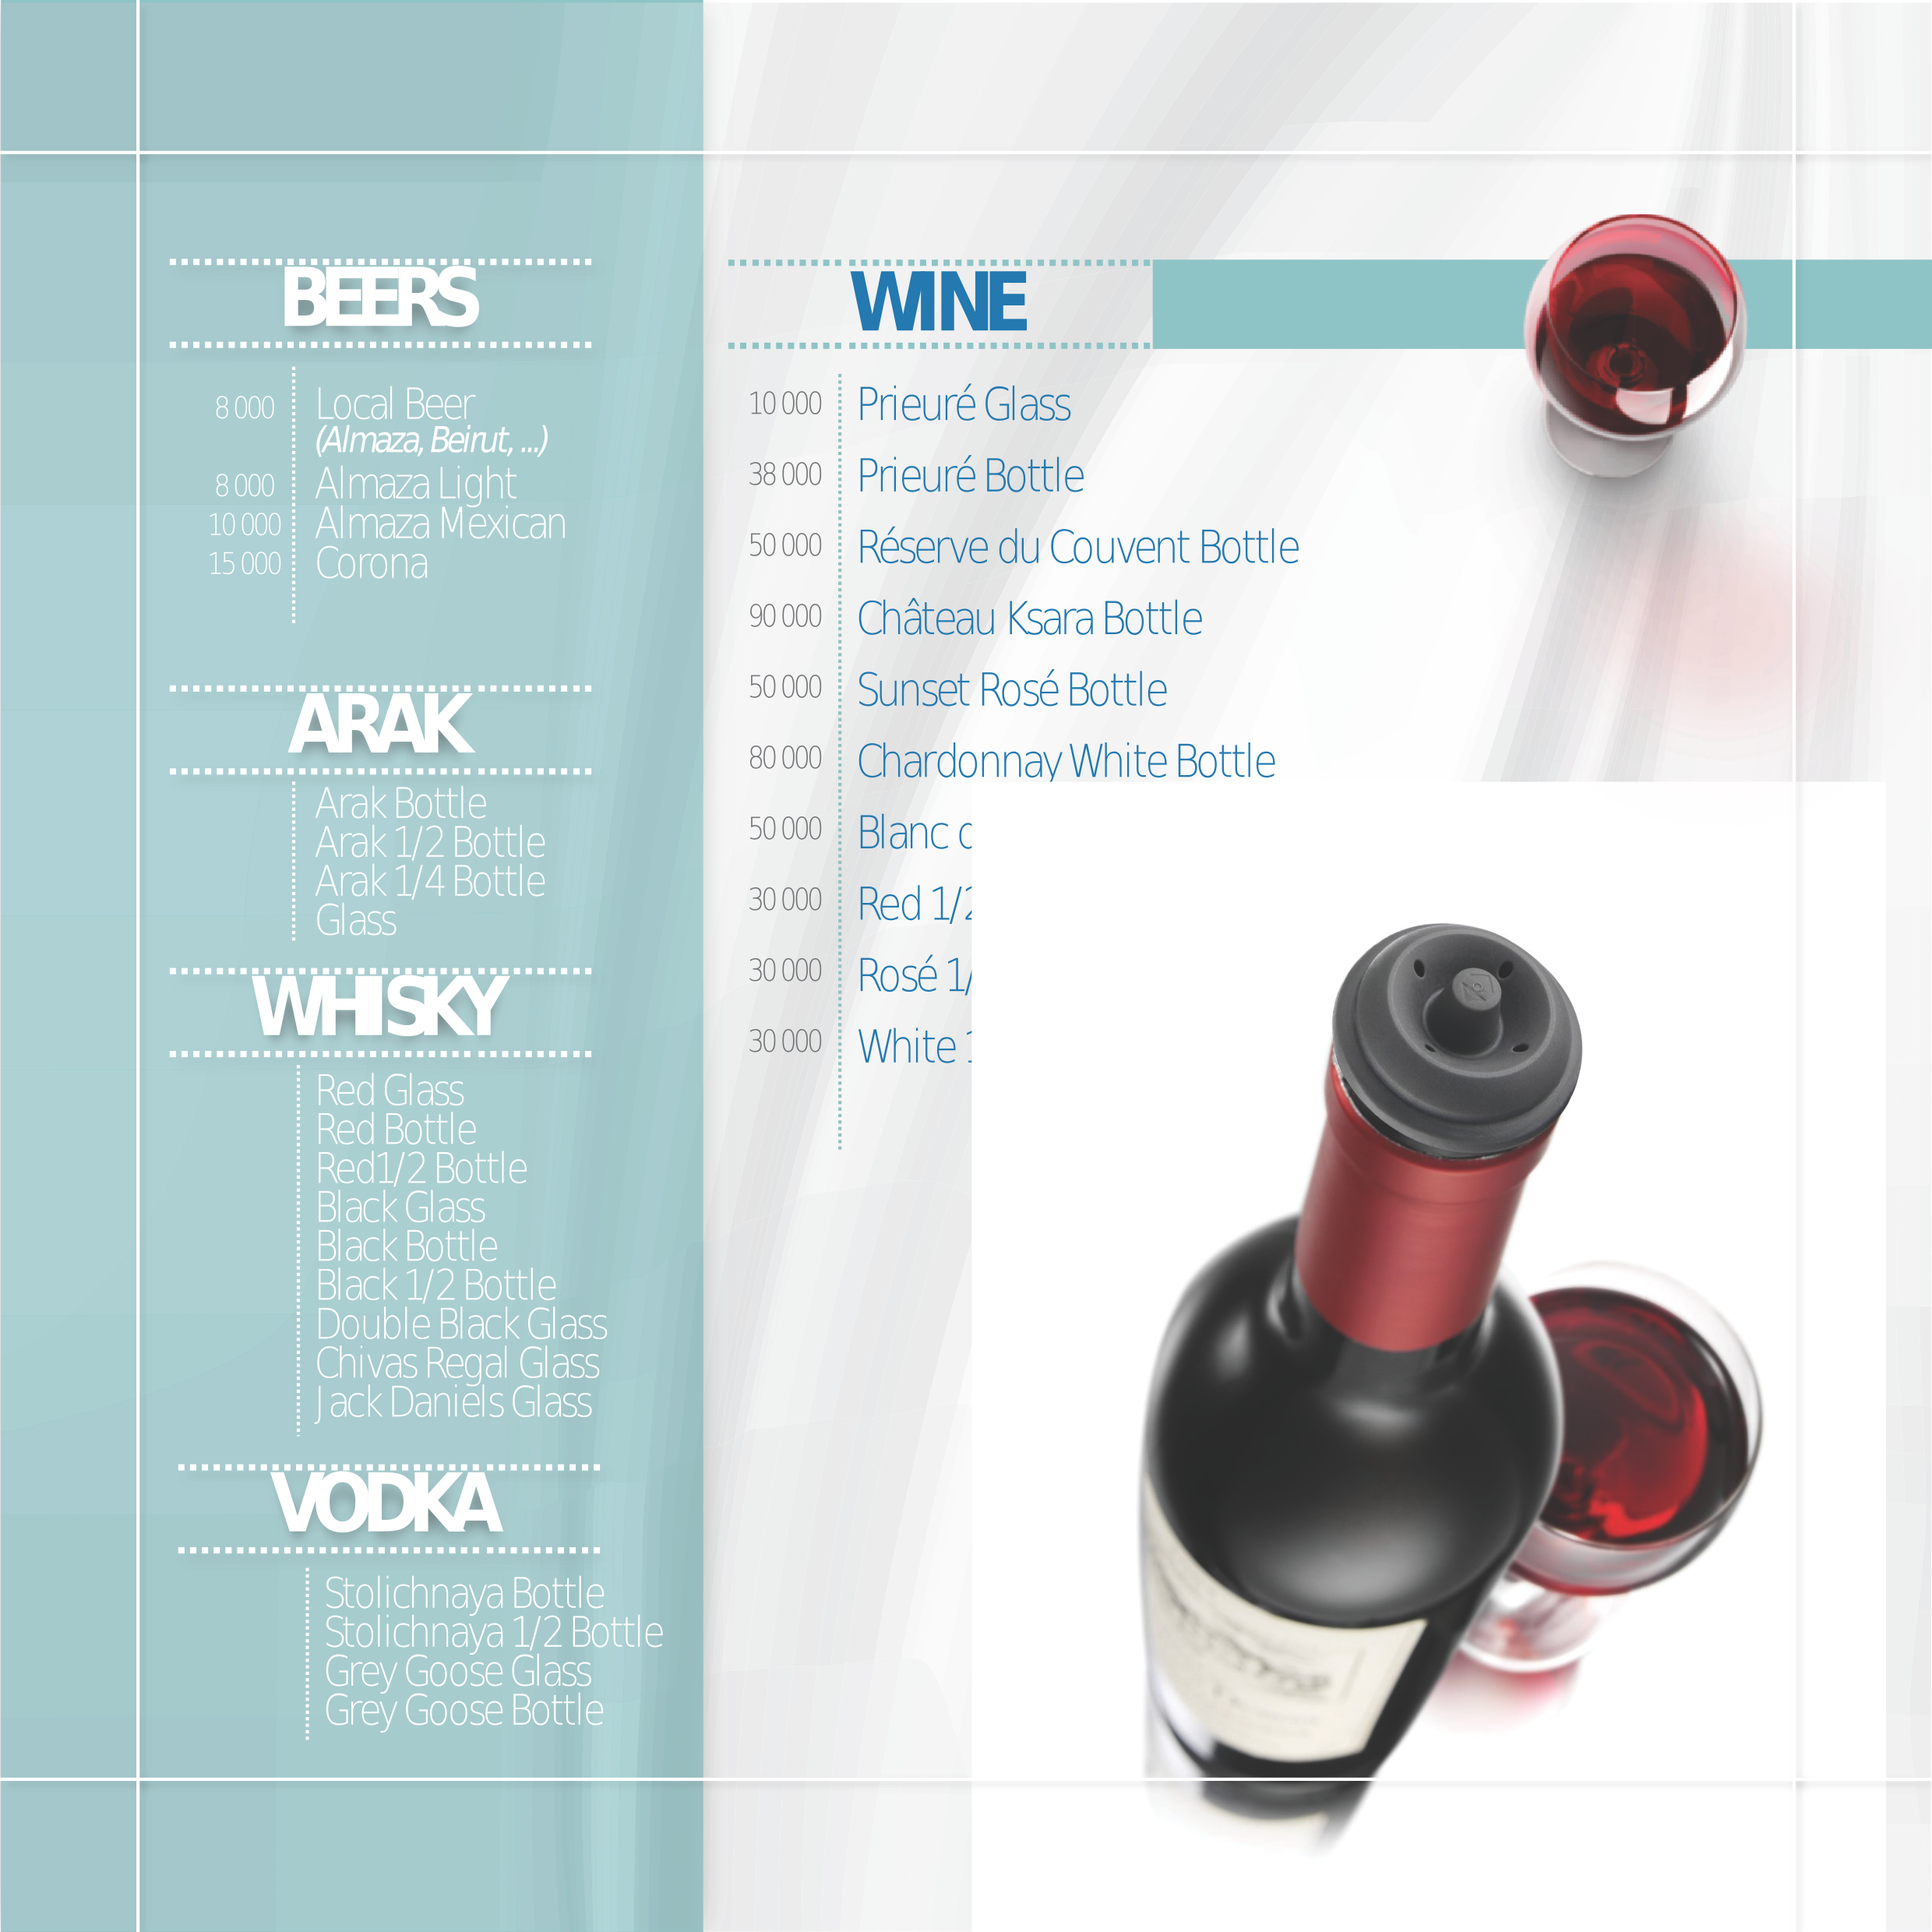 BEERS
8 000 Local Beer
(Almaza, Beirut, ...)
8 000 Almaza Light
10 000 Almaza Mexican
15 000 Corona
ARAK
Arak Bottle
Arak 1/2 Bottle
Arak 1/4 Bottle
Glass
WHISKY
Red Glass
Red Bottle
Red1/2 Bottle
Black Glass
Black Bottle
Black 1/2 Bottle
Double Black Glass
Chivas Regal Glass
Jack Daniels Glass
VODKA
Stolichnaya Bottle
Stolichnaya 1/2 Bottle
Grey Goose Glass
Grey Goose Bottle
WINE
10 000 Prieuré Glass
38 000 Prieuré Bottle
50 000 Réserve du Couvent Bottle
90 000 Château Ksara Bottle
50 000 Sunset Rosé Bottle
80 000 Chardonnay White Bottle
50 000 Blanc
30 000 Red 1/2
30 000 Rosé 1/
30 000 White